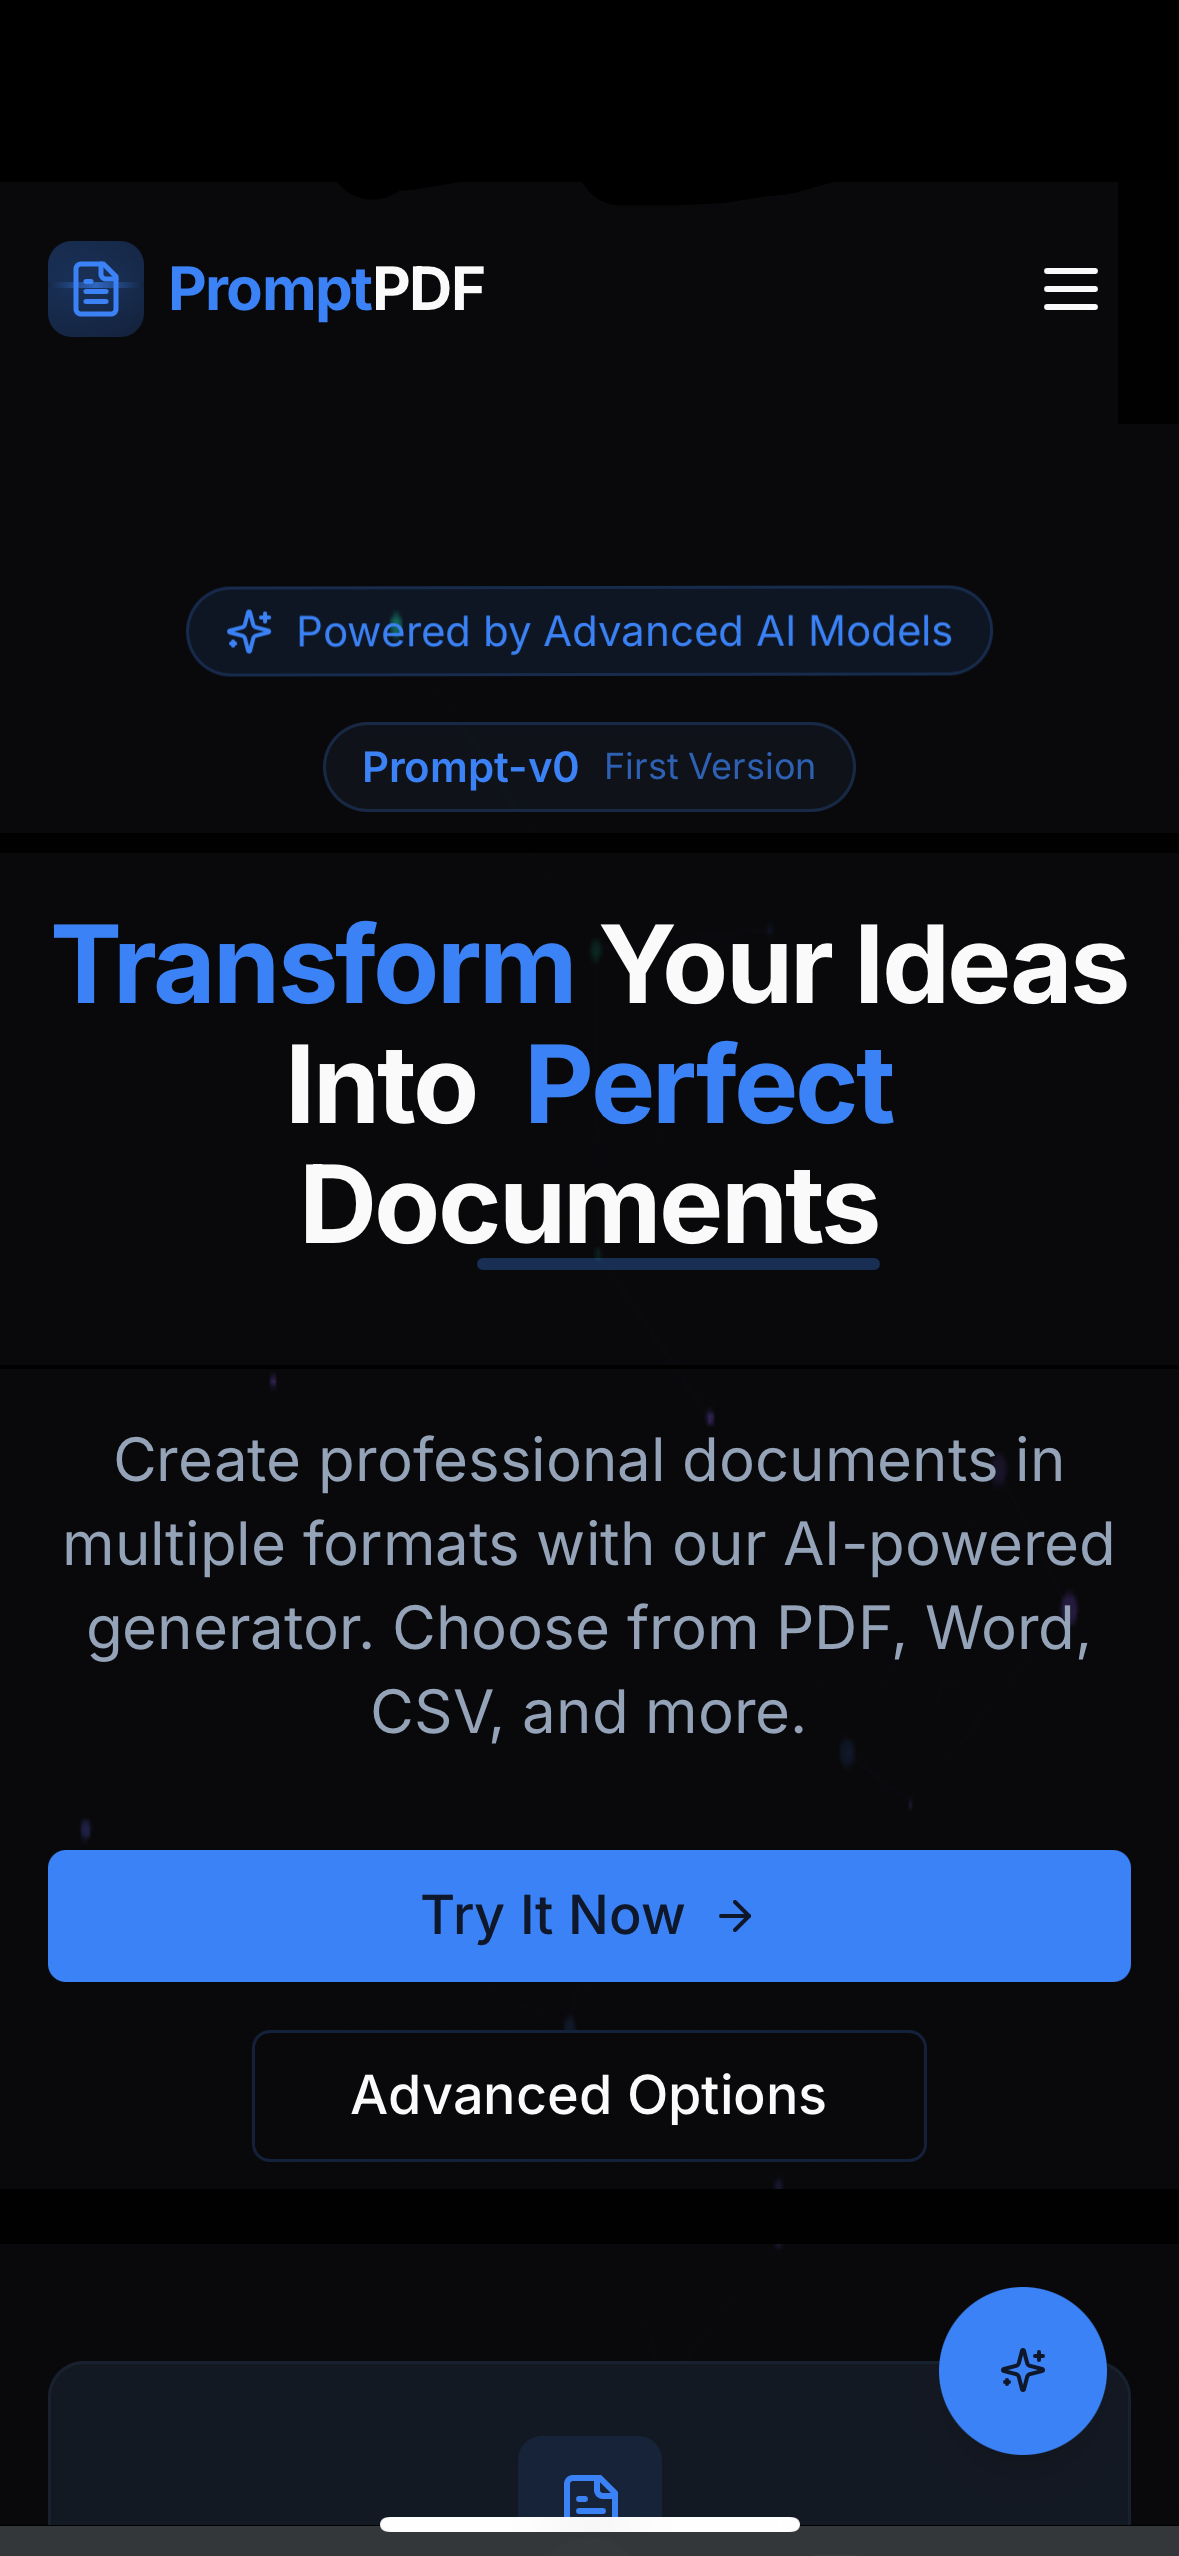 PromptPDF
Powered by Advanced AI Models
Prompt-v0 First Version
Transform Your Ideas
Into Perfect
Documents
Create professional documents in
multiple formats with our AI-powered
generator. Choose from PDF, Word,
CSV, and more.
Try It Now →
Advanced Options